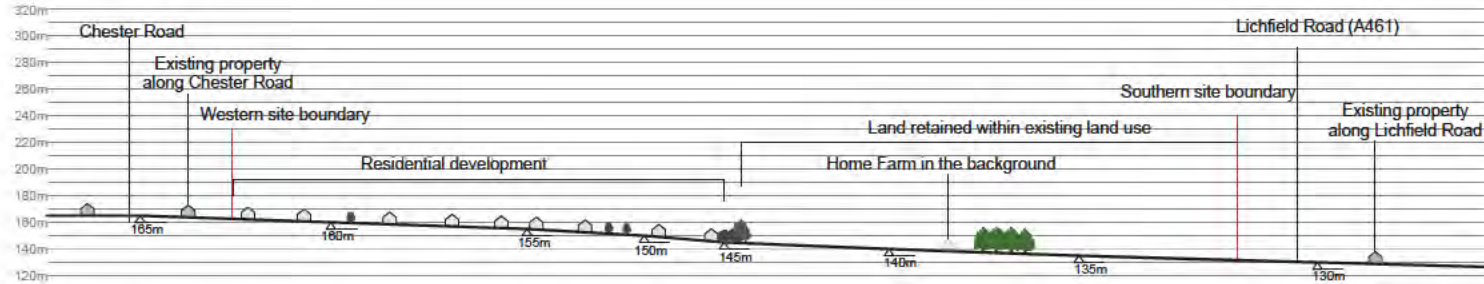 320m
300m
280m
260m
240m
220m
200m
180m
160m
140m
120m
Chester Road
Existing property
along Chester Road
Western site boundary
Residential development
Land retained within existing land use
Home Farm in the background
Southern site boundary
Lichfield Road (A461)
Existing property
along Lichfield Road
165m
160m
155m
150m
145m
140m
135m
130m